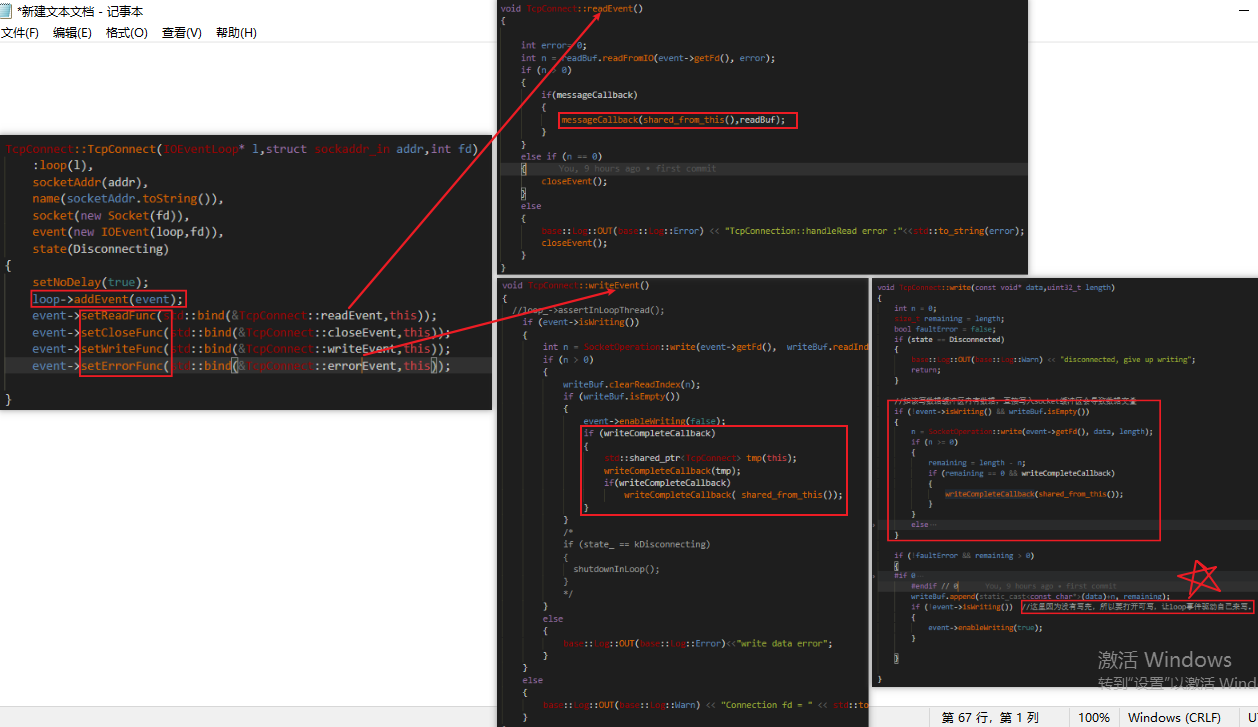 *新建文本文档 - 记事本
文件(F) 编辑(E) 格式(O) 查看(V) 帮助(H)
TcpConnect::TcpConnect(IOEventLoop* l,struct sockaddr_in addr,int fd)
:loop(l),
socketAddr(addr),
name(socketAddr.toString()),
socket(new Socket(fd)),
event(new IOEvent(loop,fd)),
state(Disconnecting)
{
setNoDelay(true);
loop->addEvent(event);
event->setReadFunc(std::bind(&TcpConnect::readEvent,this));
event->setCloseFunc(std::bind(&TcpConnect::closeEvent,this));
event->setWriteFunc(std::bind(&TcpConnect::writeEvent,this));
event->setErrorFunc(std::bind(&TcpConnect::errorEvent,this));
}
void TcpConnect::readEvent()
{
int error= 0;
int n = readBuf.readFromIO(event->getFd(), error);
if (n > 0)
{
if(messageCallback)
{
messageCallback(shared_from_this(),readBuf);
}
}
else if (n == 0)
{ You, 9 hours ago • first commit
closeEvent();
}
else
{
base::Log::OUT(base::Log::Error) << "TcpConnection::handleRead error :"<<std::to_string(error);
closeEvent();
}
}
void TcpConnect::writeEvent()
{
//loop_->assertInLoopThread();
if (event->isWriting())
{
int n = SocketOperation::write(event->getFd(), writeBuf.readInd
if (n > 0)
{
writeBuf.clearReadIndex(n);
if (writeBuf.isEmpty())
{
event->enableWriting(false);
if (writeCompleteCallback)
{
std::shared_ptr<TcpConnect> tmp(this);
writeCompleteCallback(tmp);
if(writeCompleteCallback)
writeCompleteCallback( shared_from_this());
}
}
/*
if (state_ == kDisconnecting)
{
shutdownInLoop();
}
*/
}
else
{
base::Log::OUT(base::Log::Error)<<"write data error";
}
}
else
{
base::Log::OUT(base::Log::Warn) << "Connection fd = " << std::to
}
void TcpConnect::write(const void* data,uint32_t length)
{
int n = 0;
size_t remaining = length;
bool faultError = false;
if (state == Disconnected)
{
base::Log::OUT(base::Log::Warn) << "disconnected, give up writing";
return;
}
缓冲区内有数据，直接写入socket缓冲区会导致数据交叠
if (!event->isWriting() && writeBuf.isEmpty())
{
n = SocketOperation::write(event->getFd(), data, length);
if (n >= 0)
{
remaining = length - n;
if (remaining == 0 && writeCompleteCallback)
{
writeCompleteCallback(shared_from_this());
}
}
else
}
if (!faultError && remaining > 0)
{
#if 0
#endif // 0 You, 9 hours ago • first commit
writeBuf.append(static_cast<const char*>(data)+n, remaining);
if (!event->isWriting()) //这里因为没有写完，所以要打开可写，让loop事件驱动自己来写.
{
event->enableWriting(true);
}
}
}
激活 Windows
转到"设置"以激活 Wind
第 67 行，第 1 列 100% Windows (CRLF) U